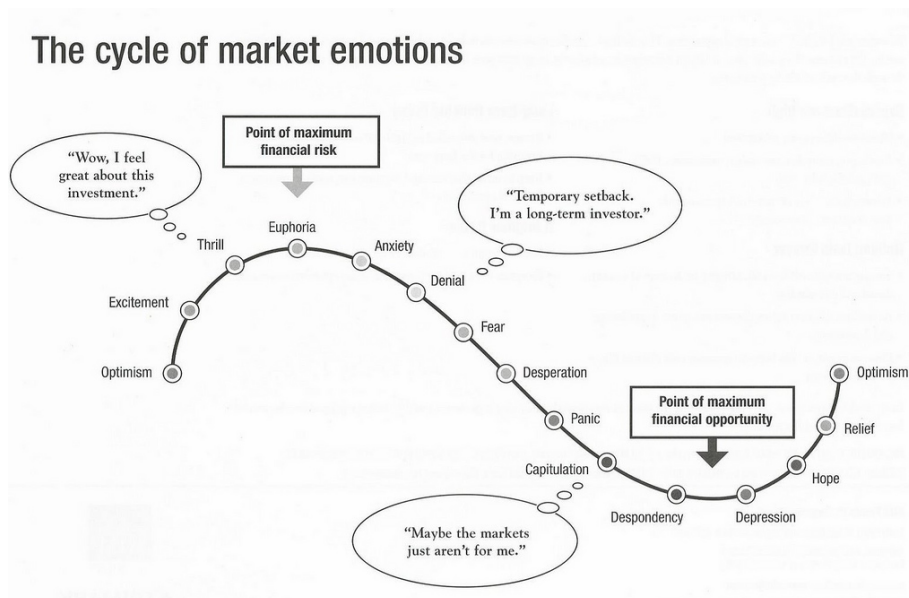 The cycle of market emotions
Point of maximum
financial risk
“Wow, I feel
great about this
investment.”
“Temporary setback.
I’m a long-term investor.”
Euphoria
Thrill
Anxiety
Denial
Excitement
Fear
Optimism
Desperation
Panic
Capitulation
Despondency
Depression
Hope
Relief
Optimism
Point of maximum
financial opportunity
“Maybe the markets
just aren’t for me.”